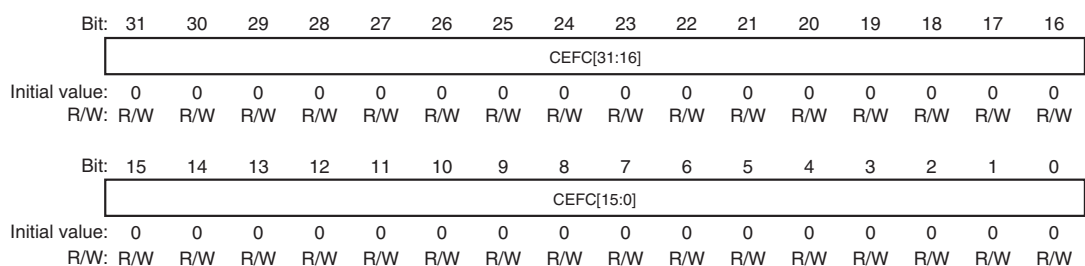 Bit: 31 30 29 28 27 26 25 24 23 22 21 20 19 18 17 16
CEFC[31:16]
Initial value: 0 0 0 0 0 0 0 0 0 0 0 0 0 0 0 0
R/W: R/W R/W R/W R/W R/W R/W R/W R/W R/W R/W R/W R/W R/W R/W R/W R/W
Bit: 15 14 13 12 11 10 9 8 7 6 5 4 3 2 1 0
CEFC[15:0]
Initial value: 0 0 0 0 0 0 0 0 0 0 0 0 0 0 0 0
R/W: R/W R/W R/W R/W R/W R/W R/W R/W R/W R/W R/W R/W R/W R/W R/W R/W